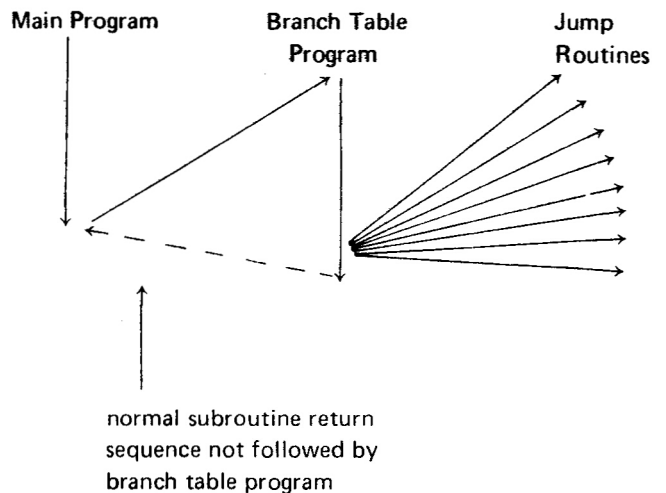 Main Program
Branch Table
Program
Jump
Routines
normal subroutine return
sequence not followed by
branch table program